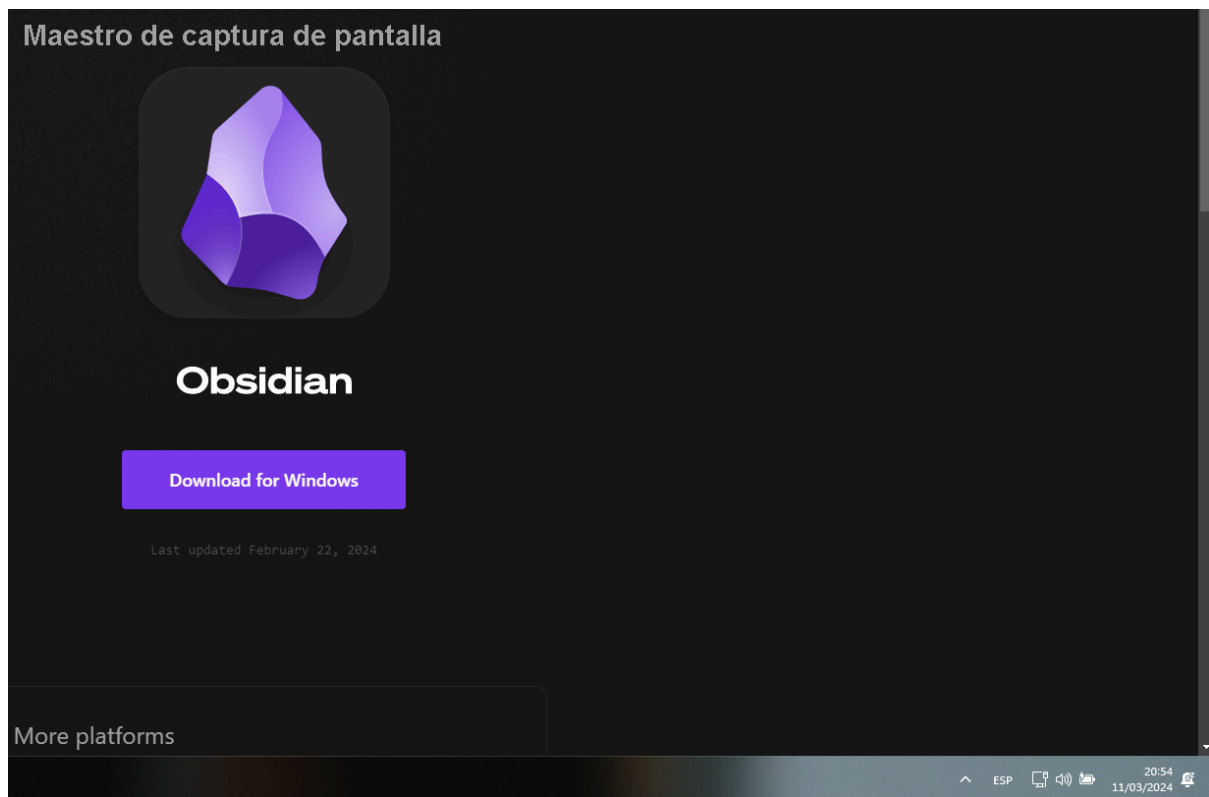 Maestro de captura de pantalla
Obsidian
Download for Windows
Last updated February 22, 2024
More platforms
ESP
20:54
11/03/2024